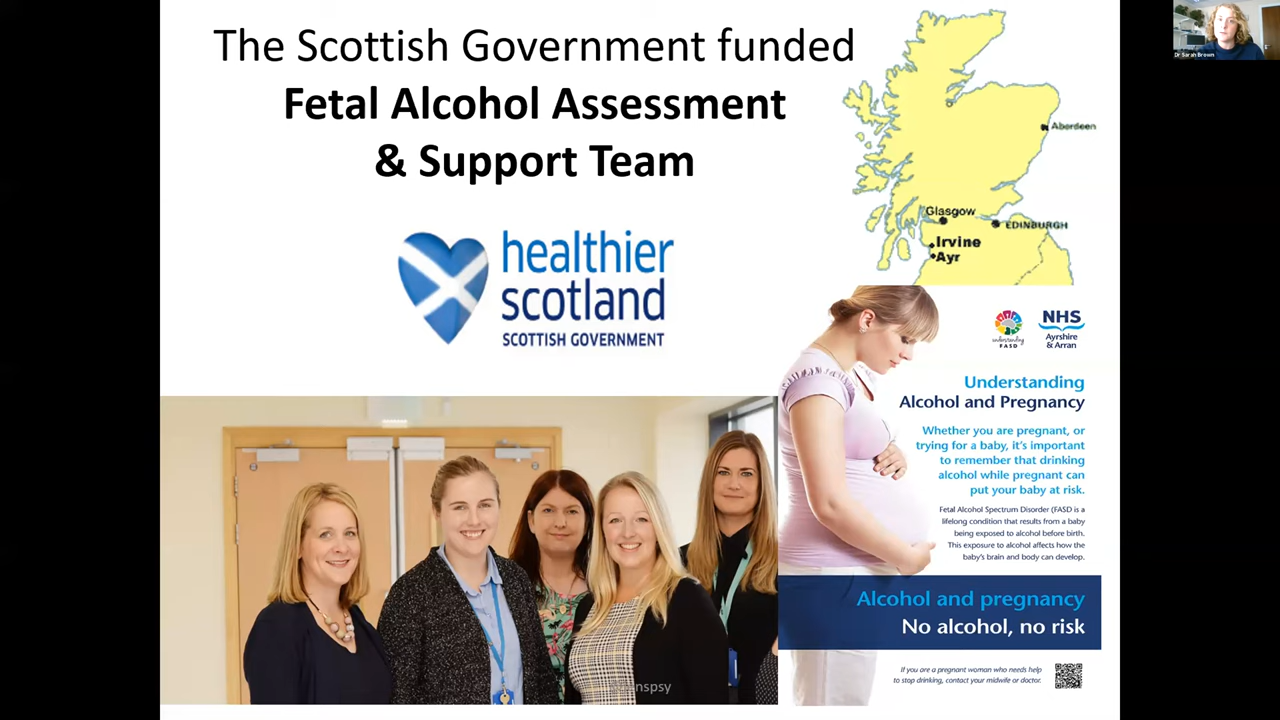 The Scottish Government funded
Fetal Alcohol Assessment
& Support Team
healthier
scotland
SCOTTISH GOVERNMENT
Aberdeen
Glasgow
EDINBURGH
Irvine
Ayr
Dr Sarah Brown
understanding
FASD
NHS
Ayrshire
& Arran
Understanding
Alcohol and Pregnancy
Whether you are pregnant, or
trying for a baby, it's important
to remember that drinking
alcohol while pregnant can
put your baby at risk.
Fetal Alcohol Spectrum Disorder (FASD is a
lifelong condition that results from a baby
being exposed to alcohol before birth.
This exposure to alcohol affects how the
baby's brain and body can develop.
Alcohol and pregnancy
No alcohol, no risk
If you are a pregnant woman who needs help
to stop drinking, contact your midwife or doctor.